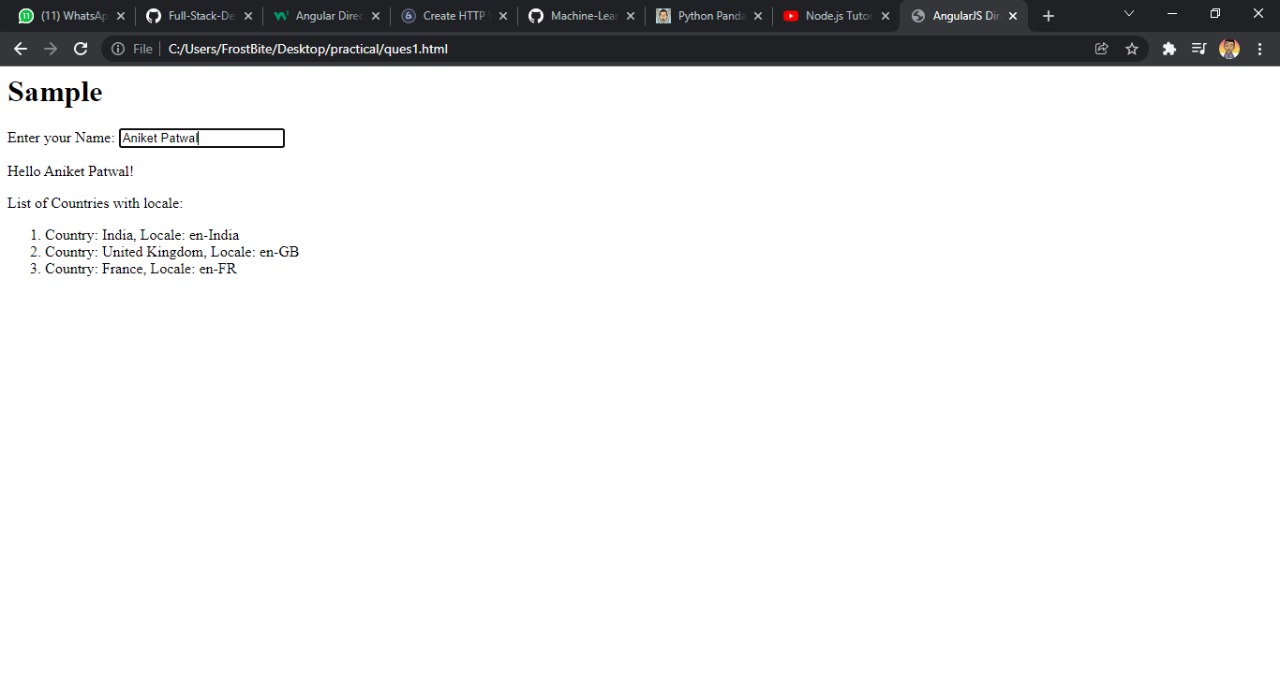 (11) WhatsAp
Full-Stack-De
Angular Direc
Create HTTP
Machine-Lea
Python Panda
Node.js Tutor
AngularJS Dir
File
C:/Users/FrostBite/Desktop/practical/ques1.html
Sample
Enter your Name: Aniket Patwal
Hello Aniket Patwal!
List of Countries with locale:
1. Country: India, Locale: en-India
2. Country: United Kingdom, Locale: en-GB
3. Country: France, Locale: en-FR